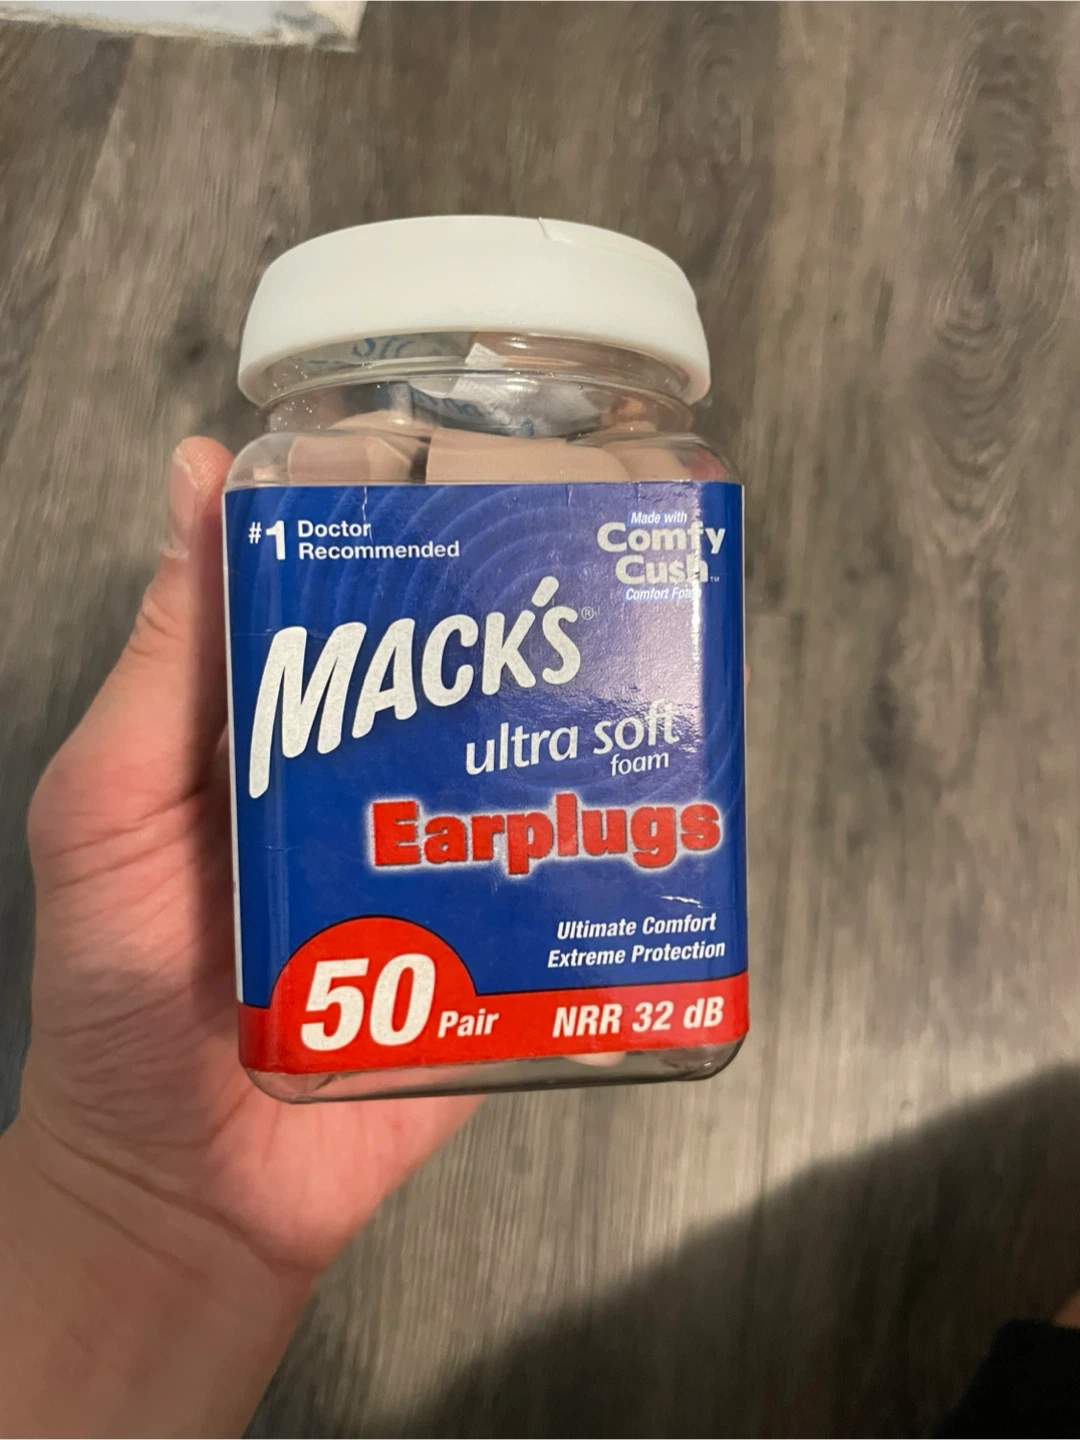 #1 Doctor
Recommended
Made with
Comfy
Cush™
Comfort Foam
MACK'S®
ultra soft
foam
Earplugs
Ultimate Comfort
Extreme Protection
50 Pair
NRR 32 dB